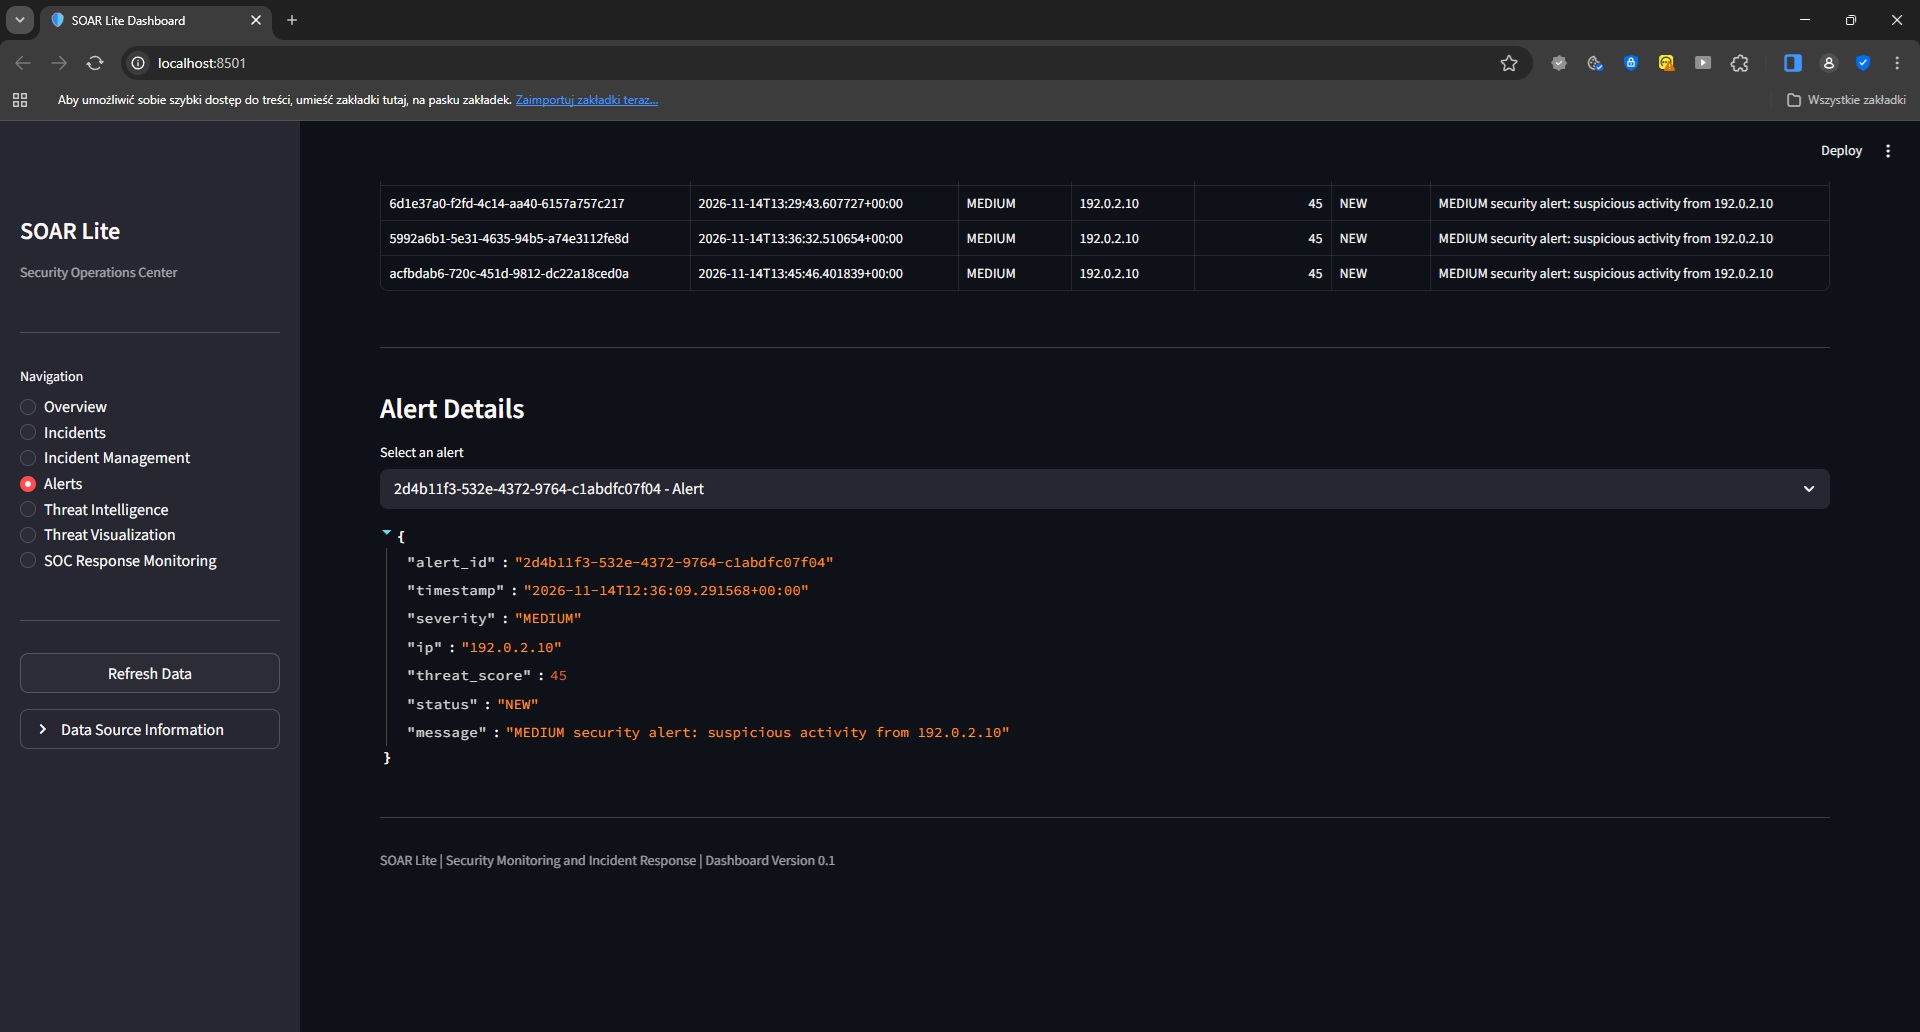 SOAR Lite Dashboard
localhost:8501
Aby umożliwić sobie szybki dostęp do treści, umieść zakładki tutaj, na pasku zakładek. Zaimportuj zakładki teraz...
Wszystkie zakładki
Deploy
SOAR Lite
Security Operations Center
Navigation
Overview
Incidents
Incident Management
Alerts
Threat Intelligence
Threat Visualization
SOC Response Monitoring
Refresh Data
Data Source Information
6d1e37a0-f2fd-4c14-aa40-6157a757c217 2026-11-14T13:29:43.607727+00:00 MEDIUM 192.0.2.10 45 NEW MEDIUM security alert: suspicious activity from 192.0.2.10
5992a6b1-5e31-4635-94b5-a74e3112fe8d 2026-11-14T13:36:32.510654+00:00 MEDIUM 192.0.2.10 45 NEW MEDIUM security alert: suspicious activity from 192.0.2.10
acfbdab6-720c-451d-9812-dc22a18ced0a 2026-11-14T13:45:46.401839+00:00 MEDIUM 192.0.2.10 45 NEW MEDIUM security alert: suspicious activity from 192.0.2.10
Alert Details
Select an alert
2d4b11f3-532e-4372-9764-c1abdfc07f04 - Alert
{
"alert_id" : "2d4b11f3-532e-4372-9764-c1abdfc07f04"
"timestamp" : "2026-11-14T12:36:09.291568+00:00"
"severity" : "MEDIUM"
"ip" : "192.0.2.10"
"threat_score" : 45
"status" : "NEW"
"message" : "MEDIUM security alert: suspicious activity from 192.0.2.10"
}
SOAR Lite | Security Monitoring and Incident Response | Dashboard Version 0.1